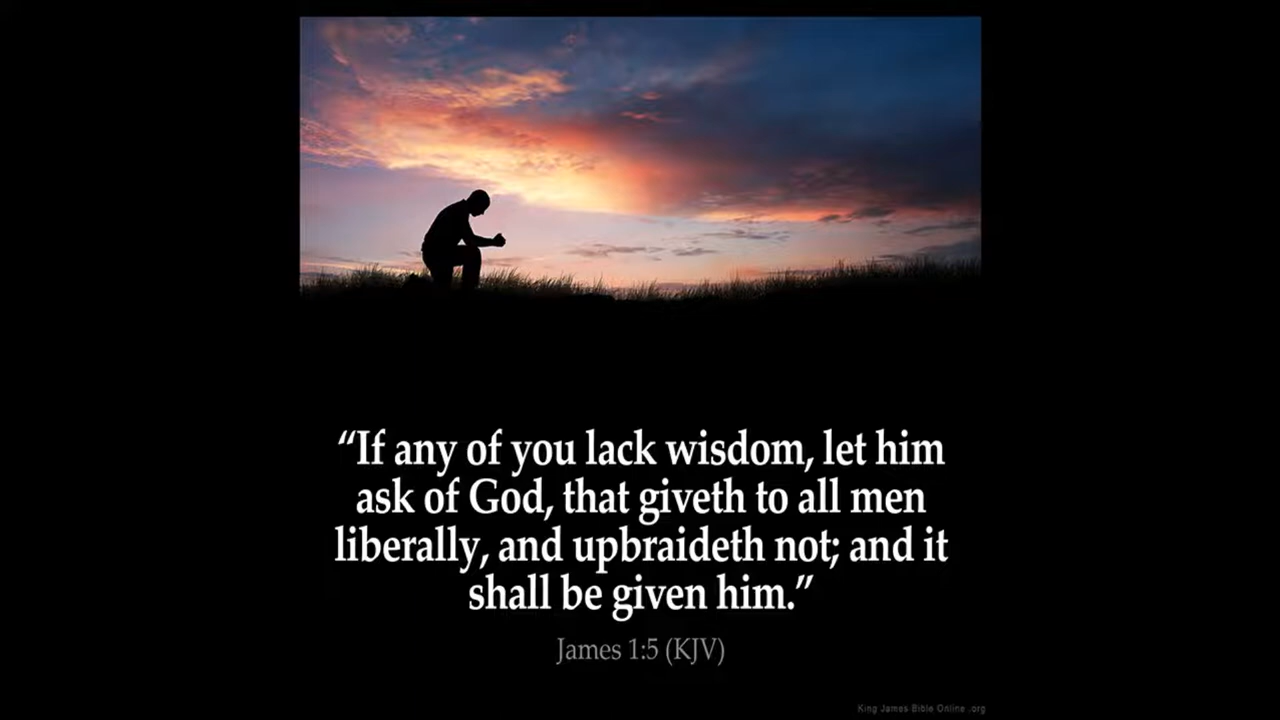 “If any of you lack wisdom, let him
ask of God, that giveth to all men
liberally, and upbraideth not; and it
shall be given him.”
James 1:5 (KJV)
King James Bible Online .org